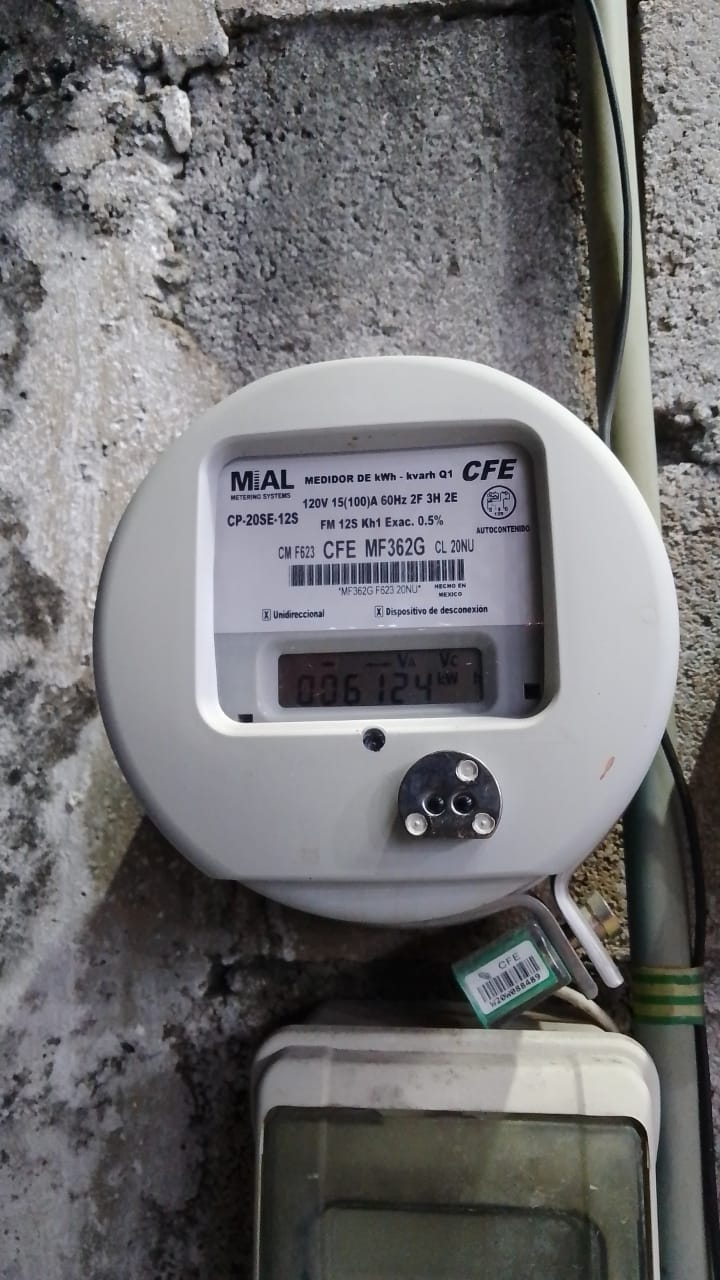 MIAL
METERING SYSTEMS
MEDIDOR DE kWh - kvarh Q1
CFE
120V 15(100)A 60Hz 2F 3H 2E
CP-20SE-12S
FM 12S Kh1 Exac. 0.5%
AUTOCONTENIDO
CM F623 CFE MF362G CL 20NU
*MF362G F623 20NU*
HECHO EN
MEXICO
X Unidireccional
X Dispositivo de desconexión
VA VC
006124 kW h
CFE
W20W088489